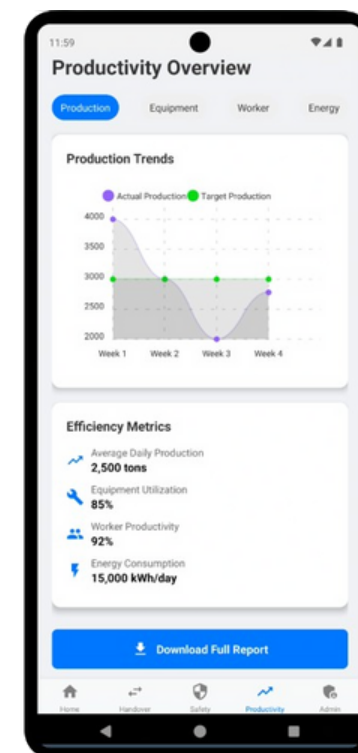 11:59
Productivity Overview
Production Equipment Worker Energy
Production Trends
Actual Production Target Production
4000
3500
3000
2500
2000
Week 1 Week 2 Week 3 Week 4
Efficiency Metrics
Average Daily Production
2,500 tons
Equipment Utilization
85%
Worker Productivity
92%
Energy Consumption
15,000 kWh/day
Download Full Report
Home Handover Safety Productivity Admin